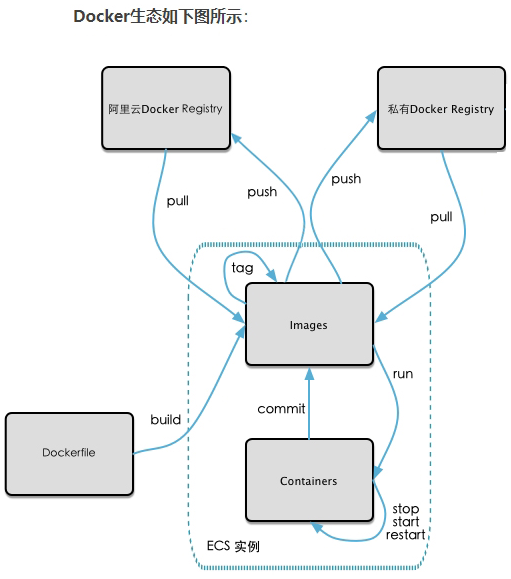 Docker生态如下图所示：
阿里云Docker Registry
私有Docker Registry
pull
push
push
pull
tag
Images
run
build
commit
Dockerfile
Containers
stop
start
restart
ECS 实例